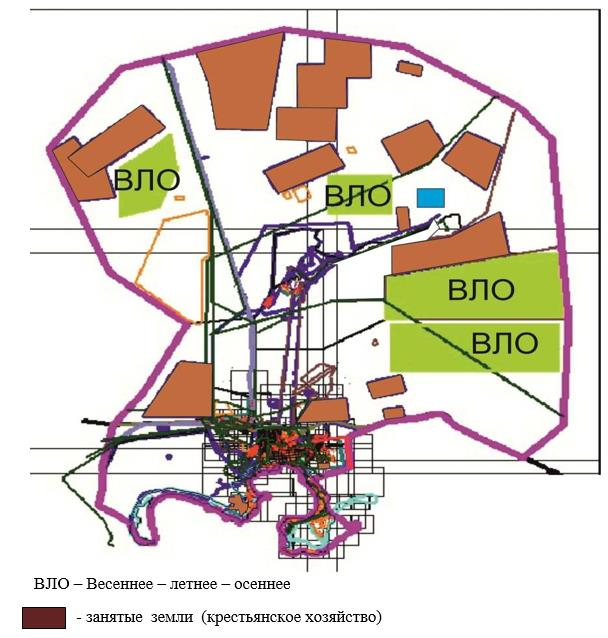 ВЛО
ВЛО
ВЛО
ВЛО
ВЛО – Весеннее – летнее – осеннее
- занятые земли (крестьянское хозяйство)